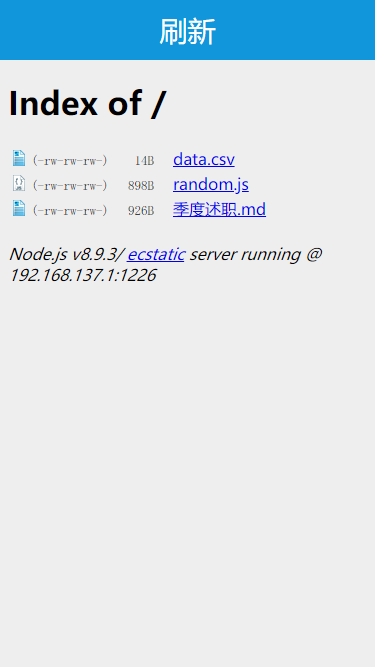 刷新
Index of /
(-rw-rw-rw-) 14B data.csv
(-rw-rw-rw-) 898B random.js
(-rw-rw-rw-) 926B 季度述职.md
Node.js v8.9.3/ ecstatic server running @
192.168.137.1:1226